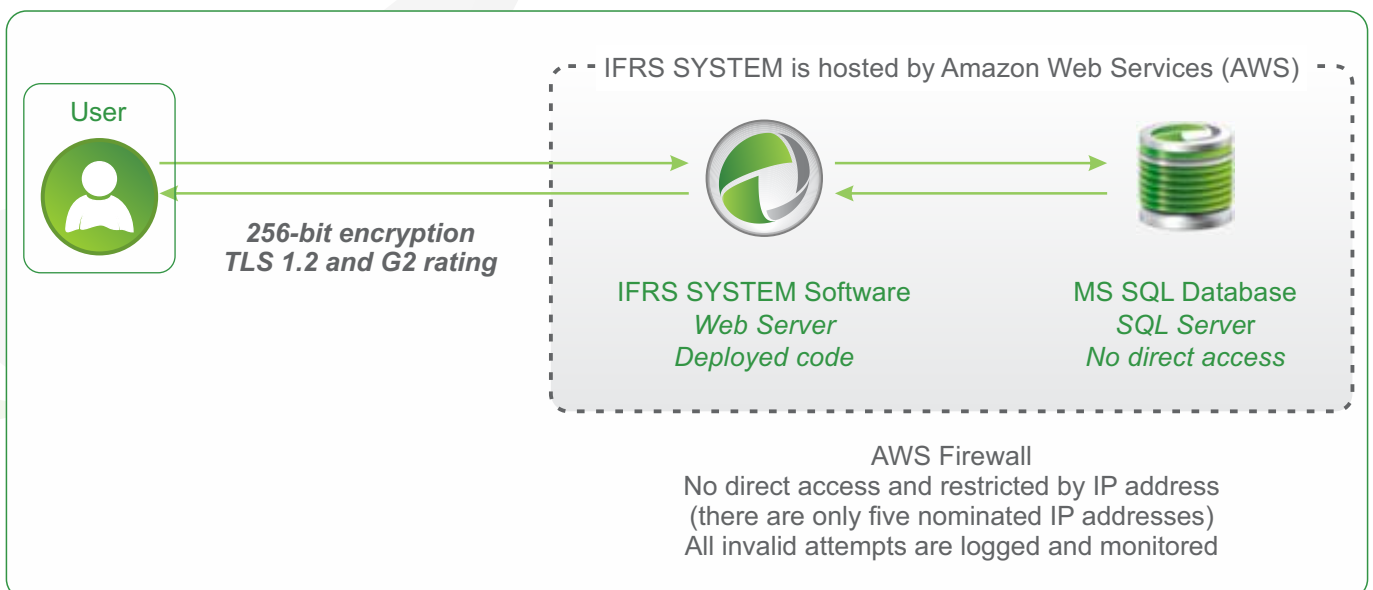 IFRS SYSTEM is hosted by Amazon Web Services (AWS)
User
256-bit encryption
TLS 1.2 and G2 rating
IFRS SYSTEM Software
Web Server
Deployed code
MS SQL Database
SQL Server
No direct access
AWS Firewall
No direct access and restricted by IP address
(there are only five nominated IP addresses)
All invalid attempts are logged and monitored